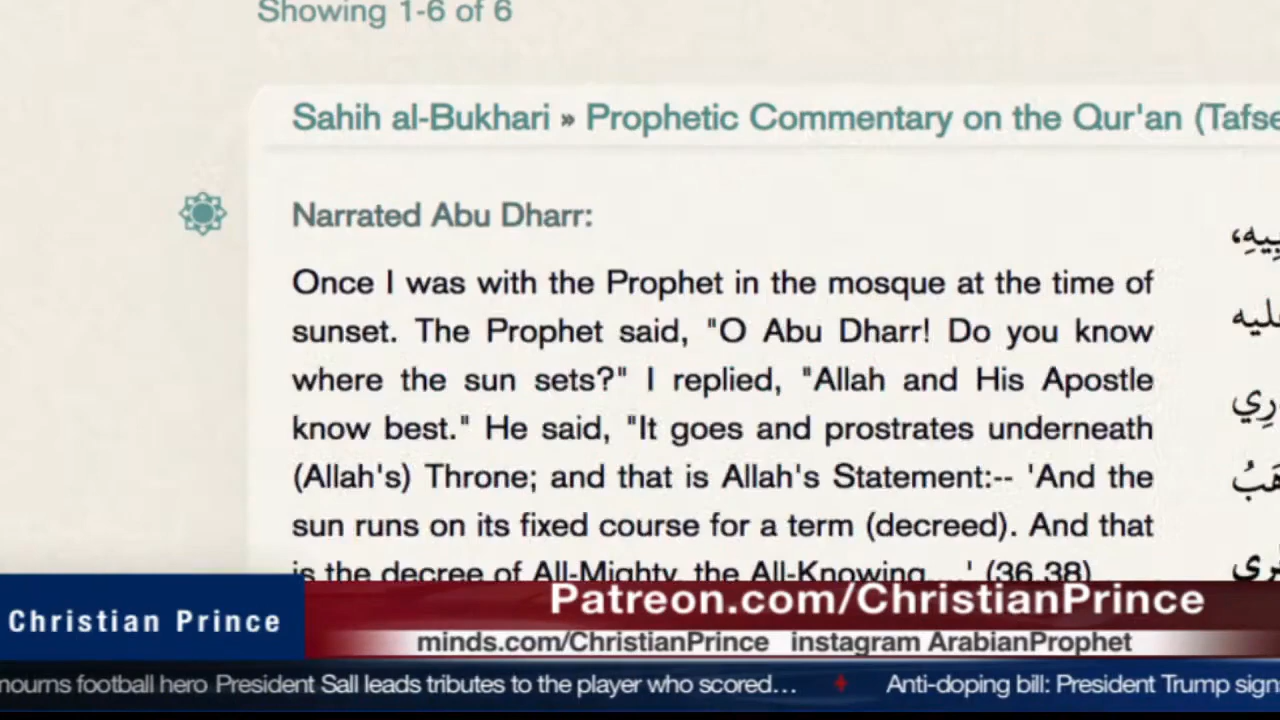 Showing 1-6 of 6
Sahih al-Bukhari » Prophetic Commentary on the Qur'an (Tafse
Narrated Abu Dharr:
Once I was with the Prophet in the mosque at the time of
sunset. The Prophet said, "O Abu Dharr! Do you know
where the sun sets?" I replied, "Allah and His Apostle
know best." He said, "It goes and prostrates underneath
(Allah's) Throne; and that is Allah's Statement:-- 'And the
sun runs on its fixed course for a term (decreed). And that
is the decree of All-Mighty, the All-Knowing....' (36.38)
Christian Prince
Patreon.com/ChristianPrince
minds.com/ChristianPrince instagram ArabianProphet
mourns football hero President Sall leads tributes to the player who scored... Anti-doping bill: President Trump sign